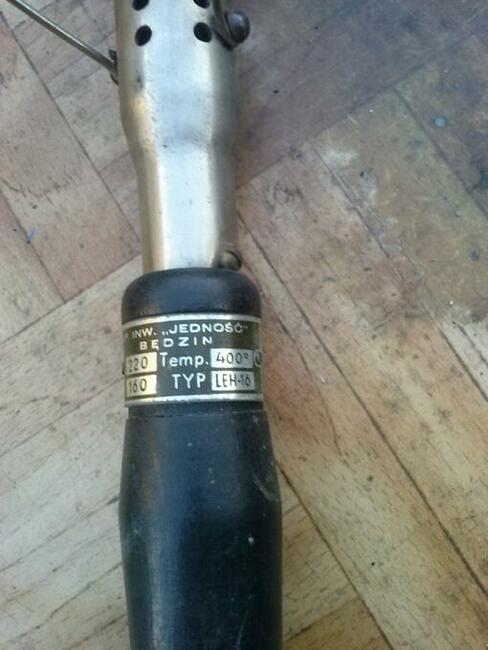 INW. „JEDNOŚĆ"
BĘDZIN
220 Temp. 400°
160 TYP LEH-16